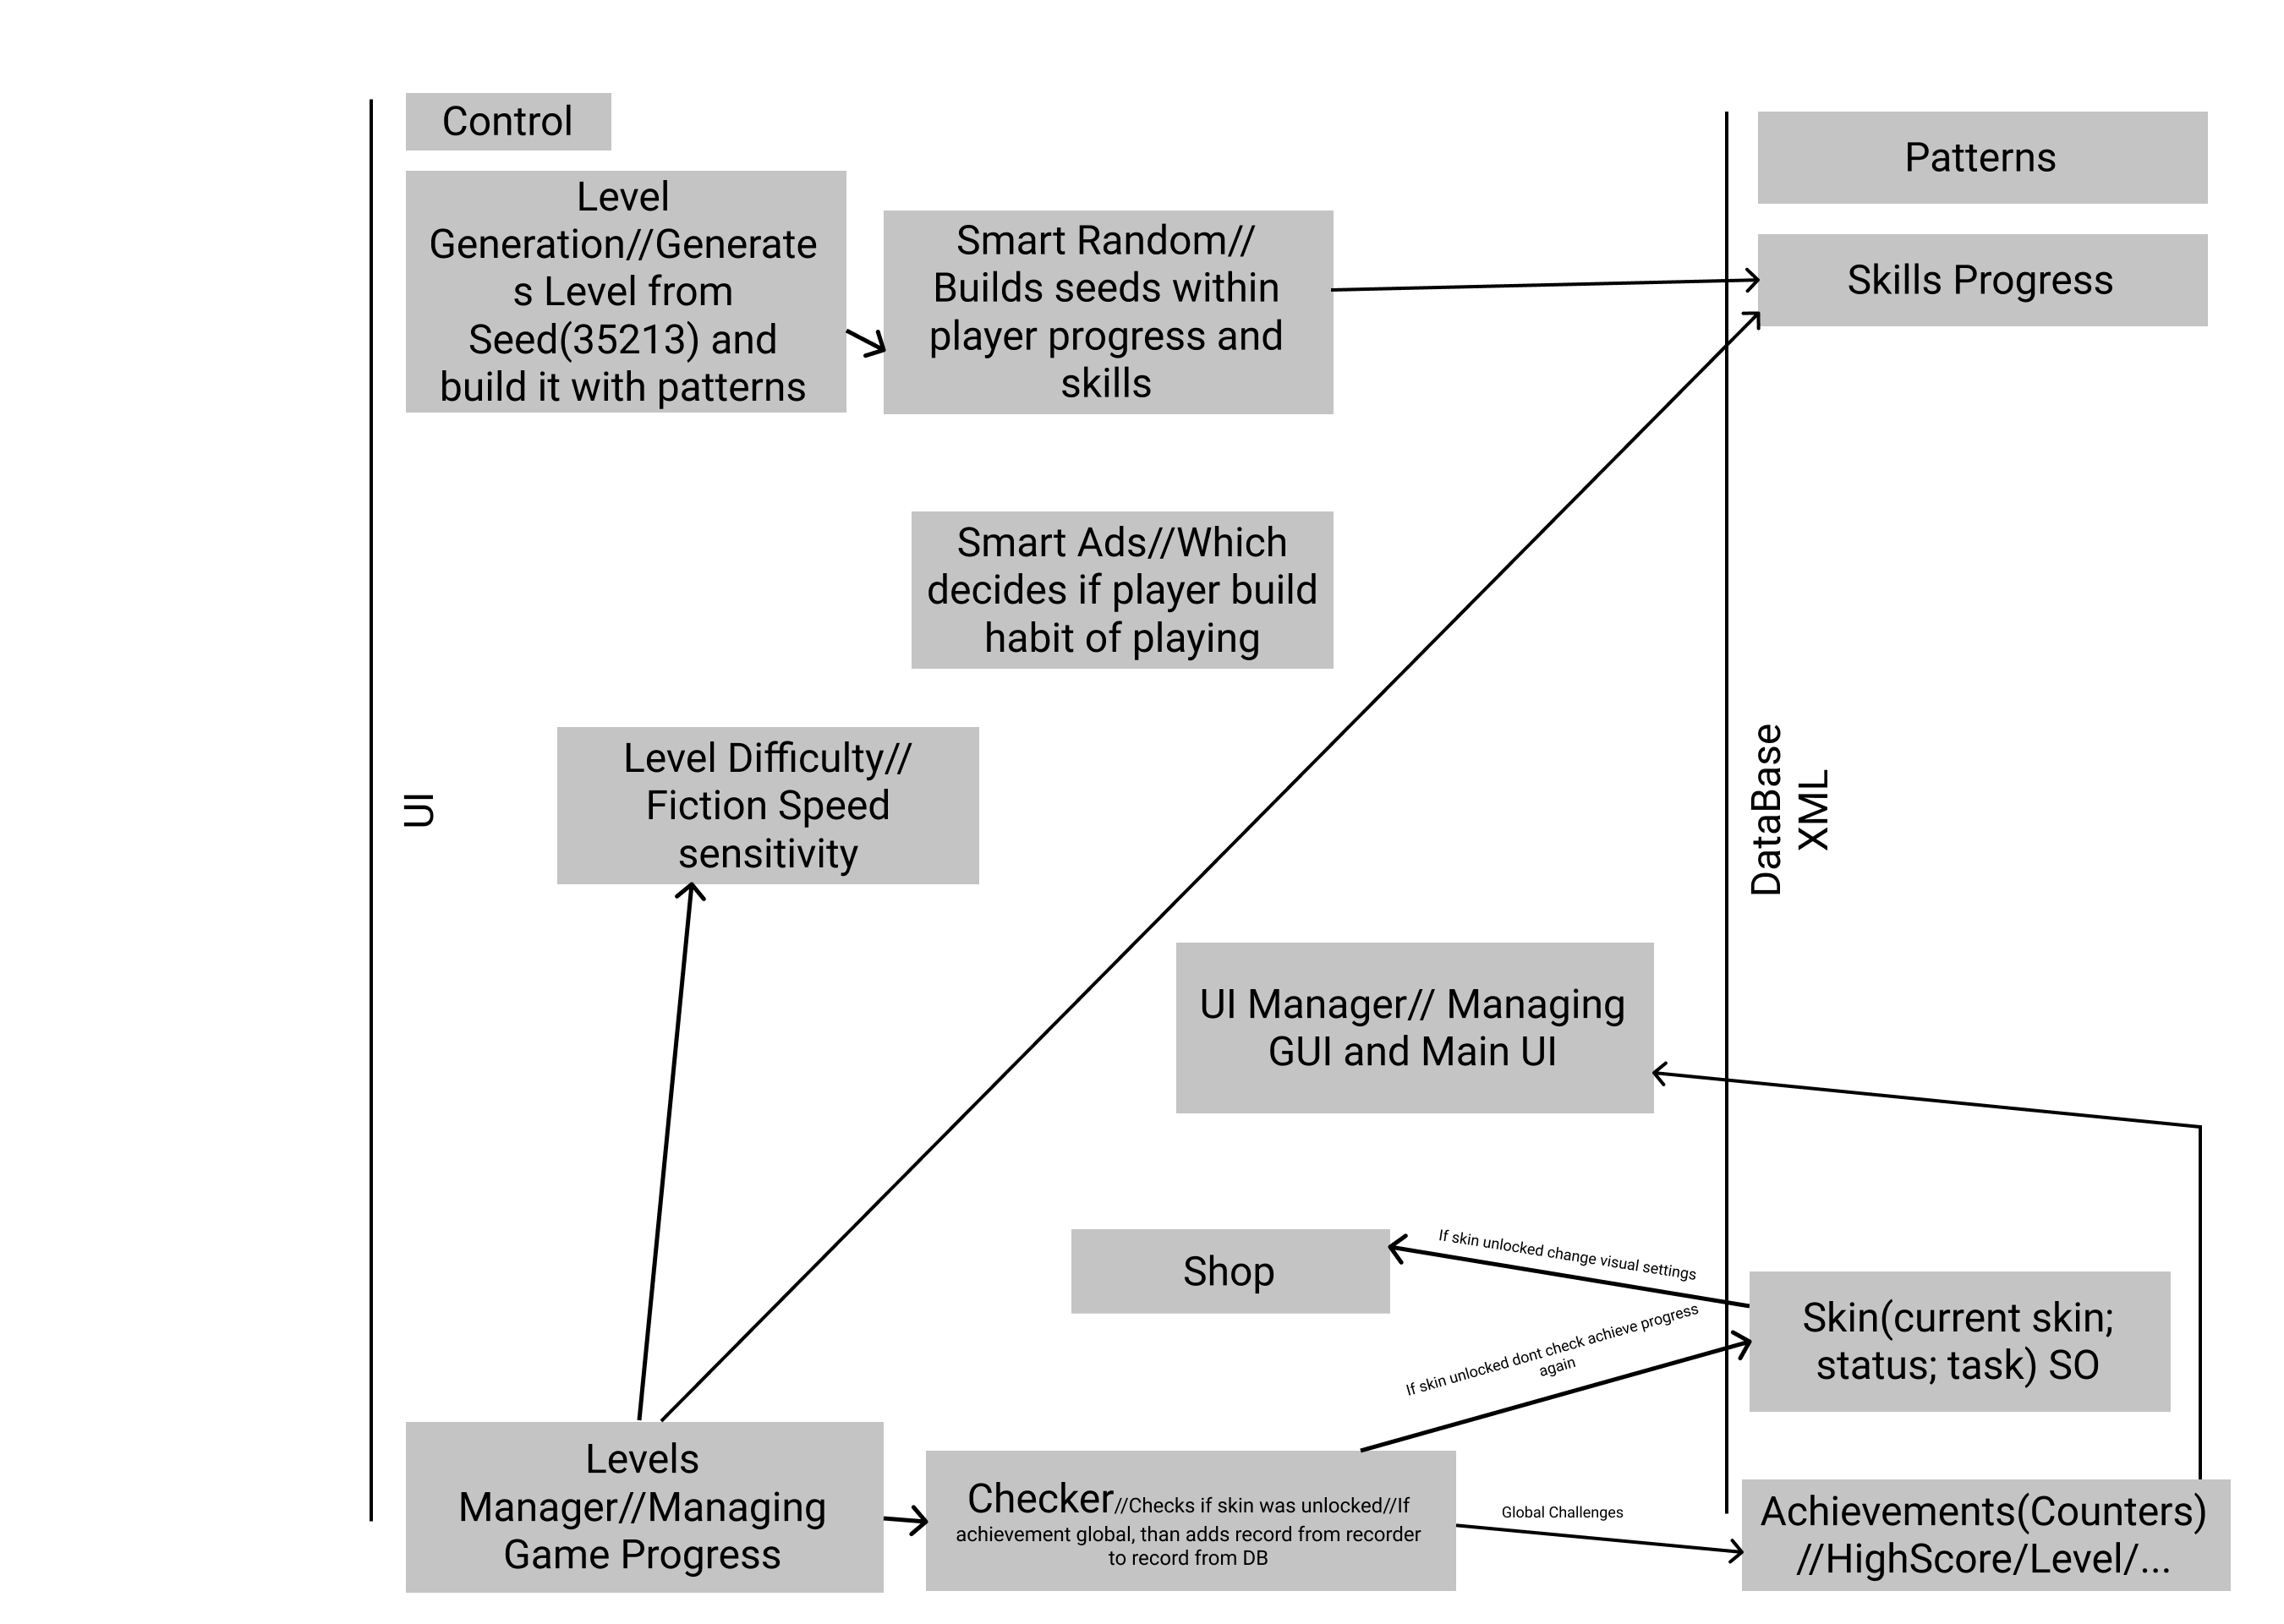 Control
Level
Generation//Generate
s Level from
Seed(35213) and
build it with patterns
Smart Random//
Builds seeds within
player progress and
skills
Patterns
Skills Progress
Smart Ads//Which
decides if player build
habit of playing
Level Difficulty//
Fiction Speed
sensitivity
UI
DataBase
XML
UI Manager// Managing
GUI and Main UI
Shop
If skin unlocked change visual settings
If skin unlocked dont check achieve progress
again
Skin(current skin;
status; task) SO
Levels
Manager//Managing
Game Progress
Checker//Checks if skin was unlocked//If
achievement global, than adds record from recorder
to record from DB
Global Challenges
Achievements(Counters)
//HighScore/Level/...